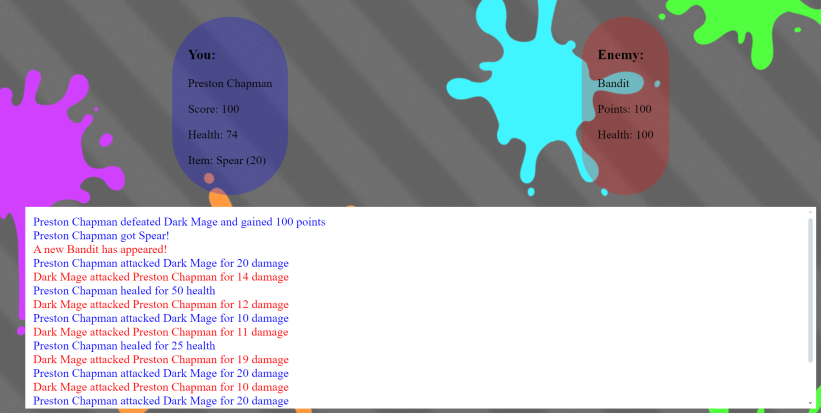 You:
Preston Chapman
Score: 100
Health: 74
Item: Spear (20)
Enemy:
Bandit
Points: 100
Health: 100
Preston Chapman defeated Dark Mage and gained 100 points
Preston Chapman got Spear!
A new Bandit has appeared!
Preston Chapman attacked Dark Mage for 20 damage
Dark Mage attacked Preston Chapman for 14 damage
Preston Chapman healed for 50 health
Dark Mage attacked Preston Chapman for 12 damage
Preston Chapman attacked Dark Mage for 10 damage
Dark Mage attacked Preston Chapman for 11 damage
Preston Chapman healed for 25 health
Dark Mage attacked Preston Chapman for 19 damage
Preston Chapman attacked Dark Mage for 20 damage
Dark Mage attacked Preston Chapman for 10 damage
Preston Chapman attacked Dark Mage for 20 damage